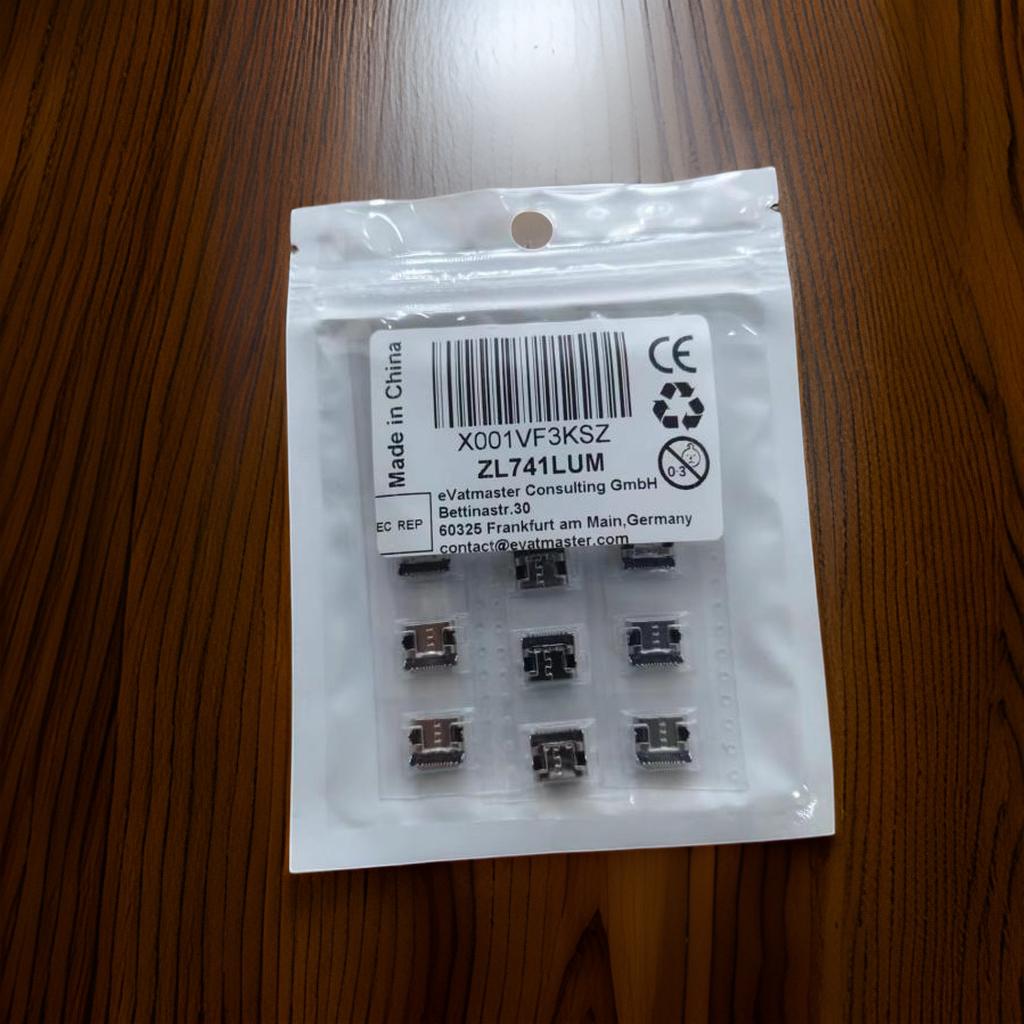 Made in China
X001VF3KSZ
ZL741LUM
eVatmaster Consulting GmbH
Bettinastr.30
60325 Frankfurt am Main,Germany
contact@evatmaster.com
EC REP
CE
0-3